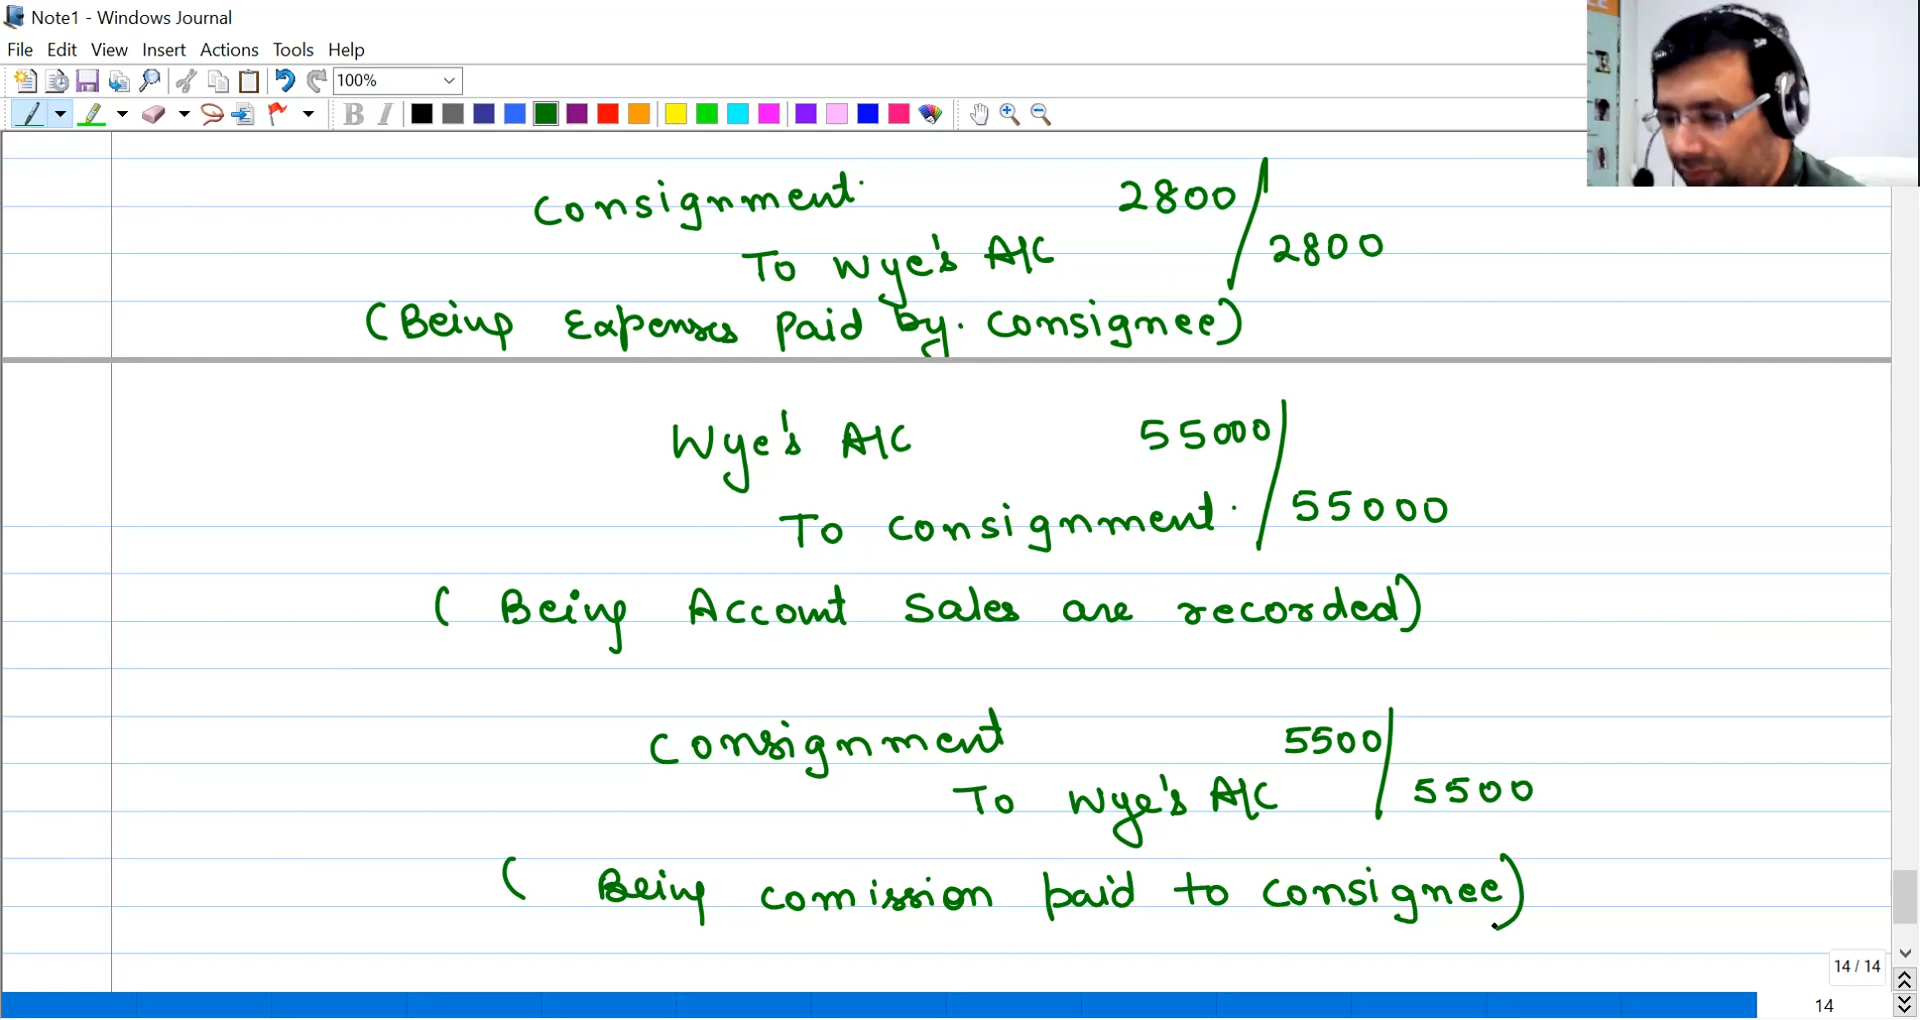 Note1 - Windows Journal
File Edit View Insert Actions Tools Help
100%
B I
Consignment 2800
To Wye's A/C 2800
(Being Expenses Paid by. Consignee)
Wye's A/C 55000
To Consignment. 55000
( Being Account Sales are recorded)
Consignment 5500
To Wye's A/C 5500
( Being comission paid to consignee)
14 / 14
14